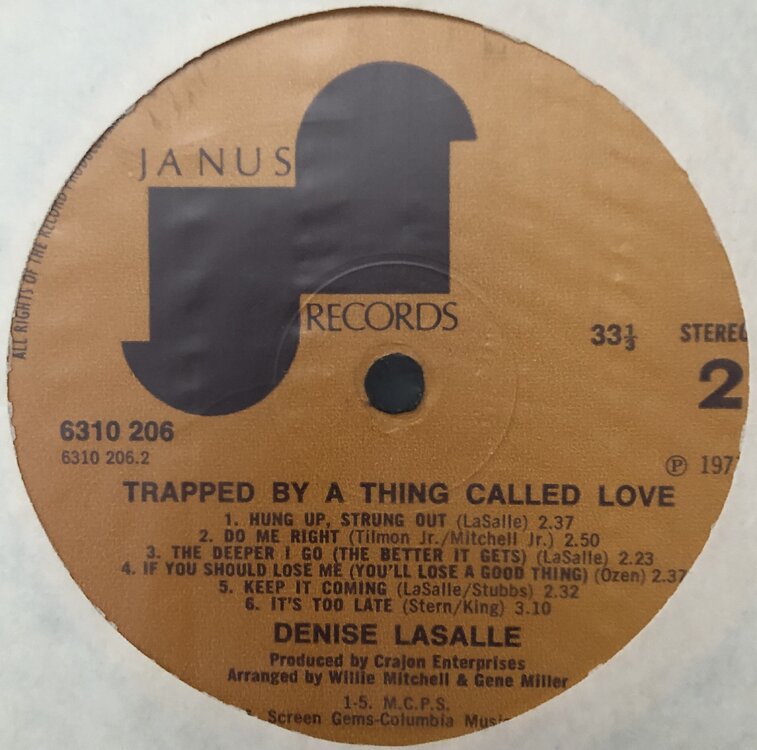 JANUS
RECORDS
ALL RIGHTS OF THE RECORD
33⅓ STEREO
2
6310 206
6310 206.2
℗ 197
TRAPPED BY A THING CALLED LOVE
1. HUNG UP, STRUNG OUT (LaSalle) 2.37
2. DO ME RIGHT (Tilmon Jr./Mitchell Jr.) 2.50
3. THE DEEPER I GO (THE BETTER IT GETS) (LaSalle) 2.23
4. IF YOU SHOULD LOSE ME (YOU'LL LOSE A GOOD THING) (Ozen) 2.37
5. KEEP IT COMING (LaSalle/Stubbs) 2.32
6. IT'S TOO LATE (Stern/King) 3.10
DENISE LASALLE
Produced by Crajon Enterprises
Arranged by Willie Mitchell & Gene Miller
1-5. M.C.P.S.
Screen Gems-Columbia Music